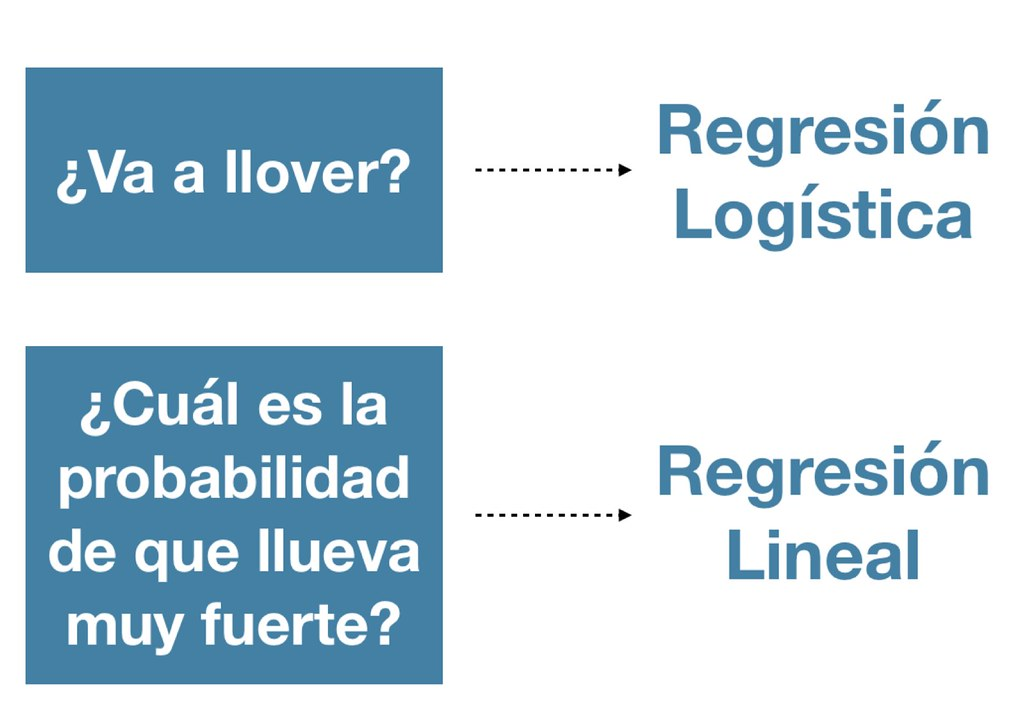 ¿Va a llover?
Regresión
Logística
¿Cuál es la
probabilidad
de que llueva
muy fuerte?
Regresión
Lineal